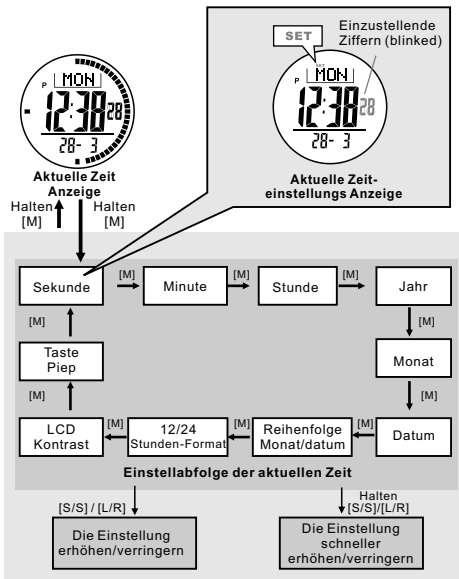 SET
Einzustellende
Ziffern (blinked)
MON
P
12:38 28
28- 3
SET
MON
P
12:38 28
28- 3
Aktuelle Zeit
Anzeige
Aktuelle Zeit-
einstellungs Anzeige
Halten
[M]
Halten
[M]
Sekunde
[M]
Minute
[M]
Stunde
[M]
Jahr
[M]
Monat
[M]
Datum
[M]
Reihenfolge
Monat/datum
[M]
12/24
Stunden-Format
[M]
LCD
Kontrast
[M]
Taste
Piep
[M]
Einstellabfolge der aktuellen Zeit
[S/S] / [L/R]
Die Einstellung
erhöhen/verringern
Halten
[S/S]/[L/R]
Die Einstellung
schneller
erhöhen/verringern